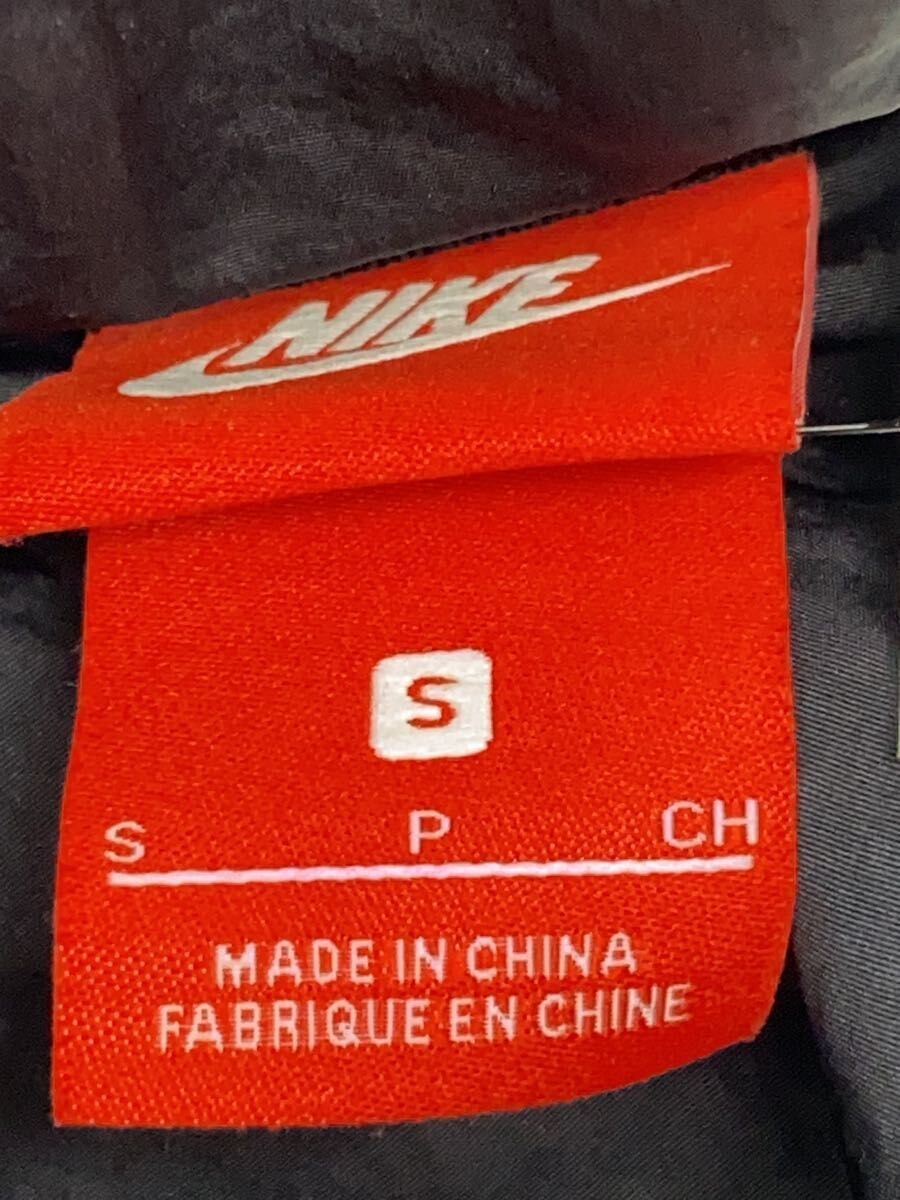 NIKE
S
S P CH
MADE IN CHINA
FABRIQUE EN CHINE